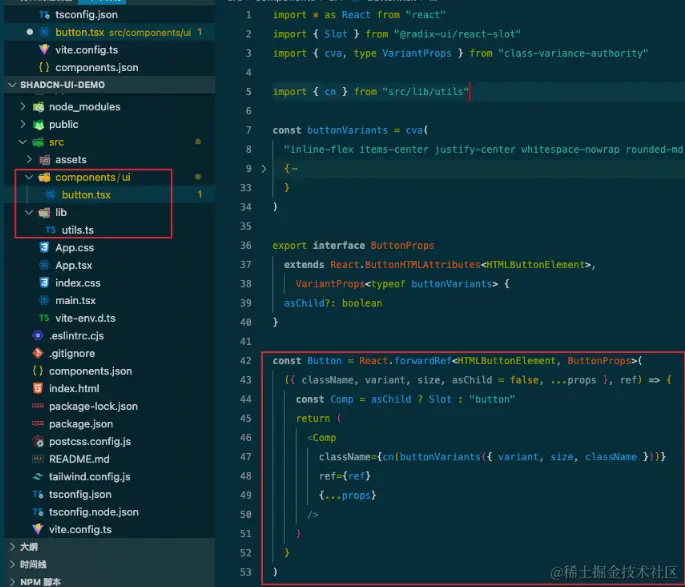 tsconfig.json
button.tsx src/components/ui 1
vite.config.ts
components.json
SHADCN-UI-DEMO
node_modules
public
src
assets
components/ui
button.tsx 1
lib
utils.ts
App.css
App.tsx
index.css
main.tsx
vite-env.d.ts
.eslintrc.cjs
.gitignore
components.json
index.html
package-lock.json
package.json
postcss.config.js
README.md
tailwind.config.js
tsconfig.json
tsconfig.node.json
vite.config.ts
大纲
时间线
NPM 脚本
1 import * as React from "react"
2 import { Slot } from "@radix-ui/react-slot"
3 import { cva, type VariantProps } from "class-variance-authority"
4
5 import { cn } from "src/lib/utils"
6
7 const buttonVariants = cva(
8 "inline-flex items-center justify-center whitespace-nowrap rounded-md
9 {…
33 }
34 )
35
36 export interface ButtonProps
37 extends React.ButtonHTMLAttributes<HTMLButtonElement>,
38 VariantProps<typeof buttonVariants> {
39 asChild?: boolean
40 }
41
42 const Button = React.forwardRef<HTMLButtonElement, ButtonProps>(
43 ({ className, variant, size, asChild = false, ...props }, ref) => {
44 const Comp = asChild ? Slot : "button"
45 return (
46 <Comp
47 className={cn(buttonVariants({ variant, size, className }))}
48 ref={ref}
49 {...props}
50 />
51 )
52 }
53 )
@稀土掘金技术社区